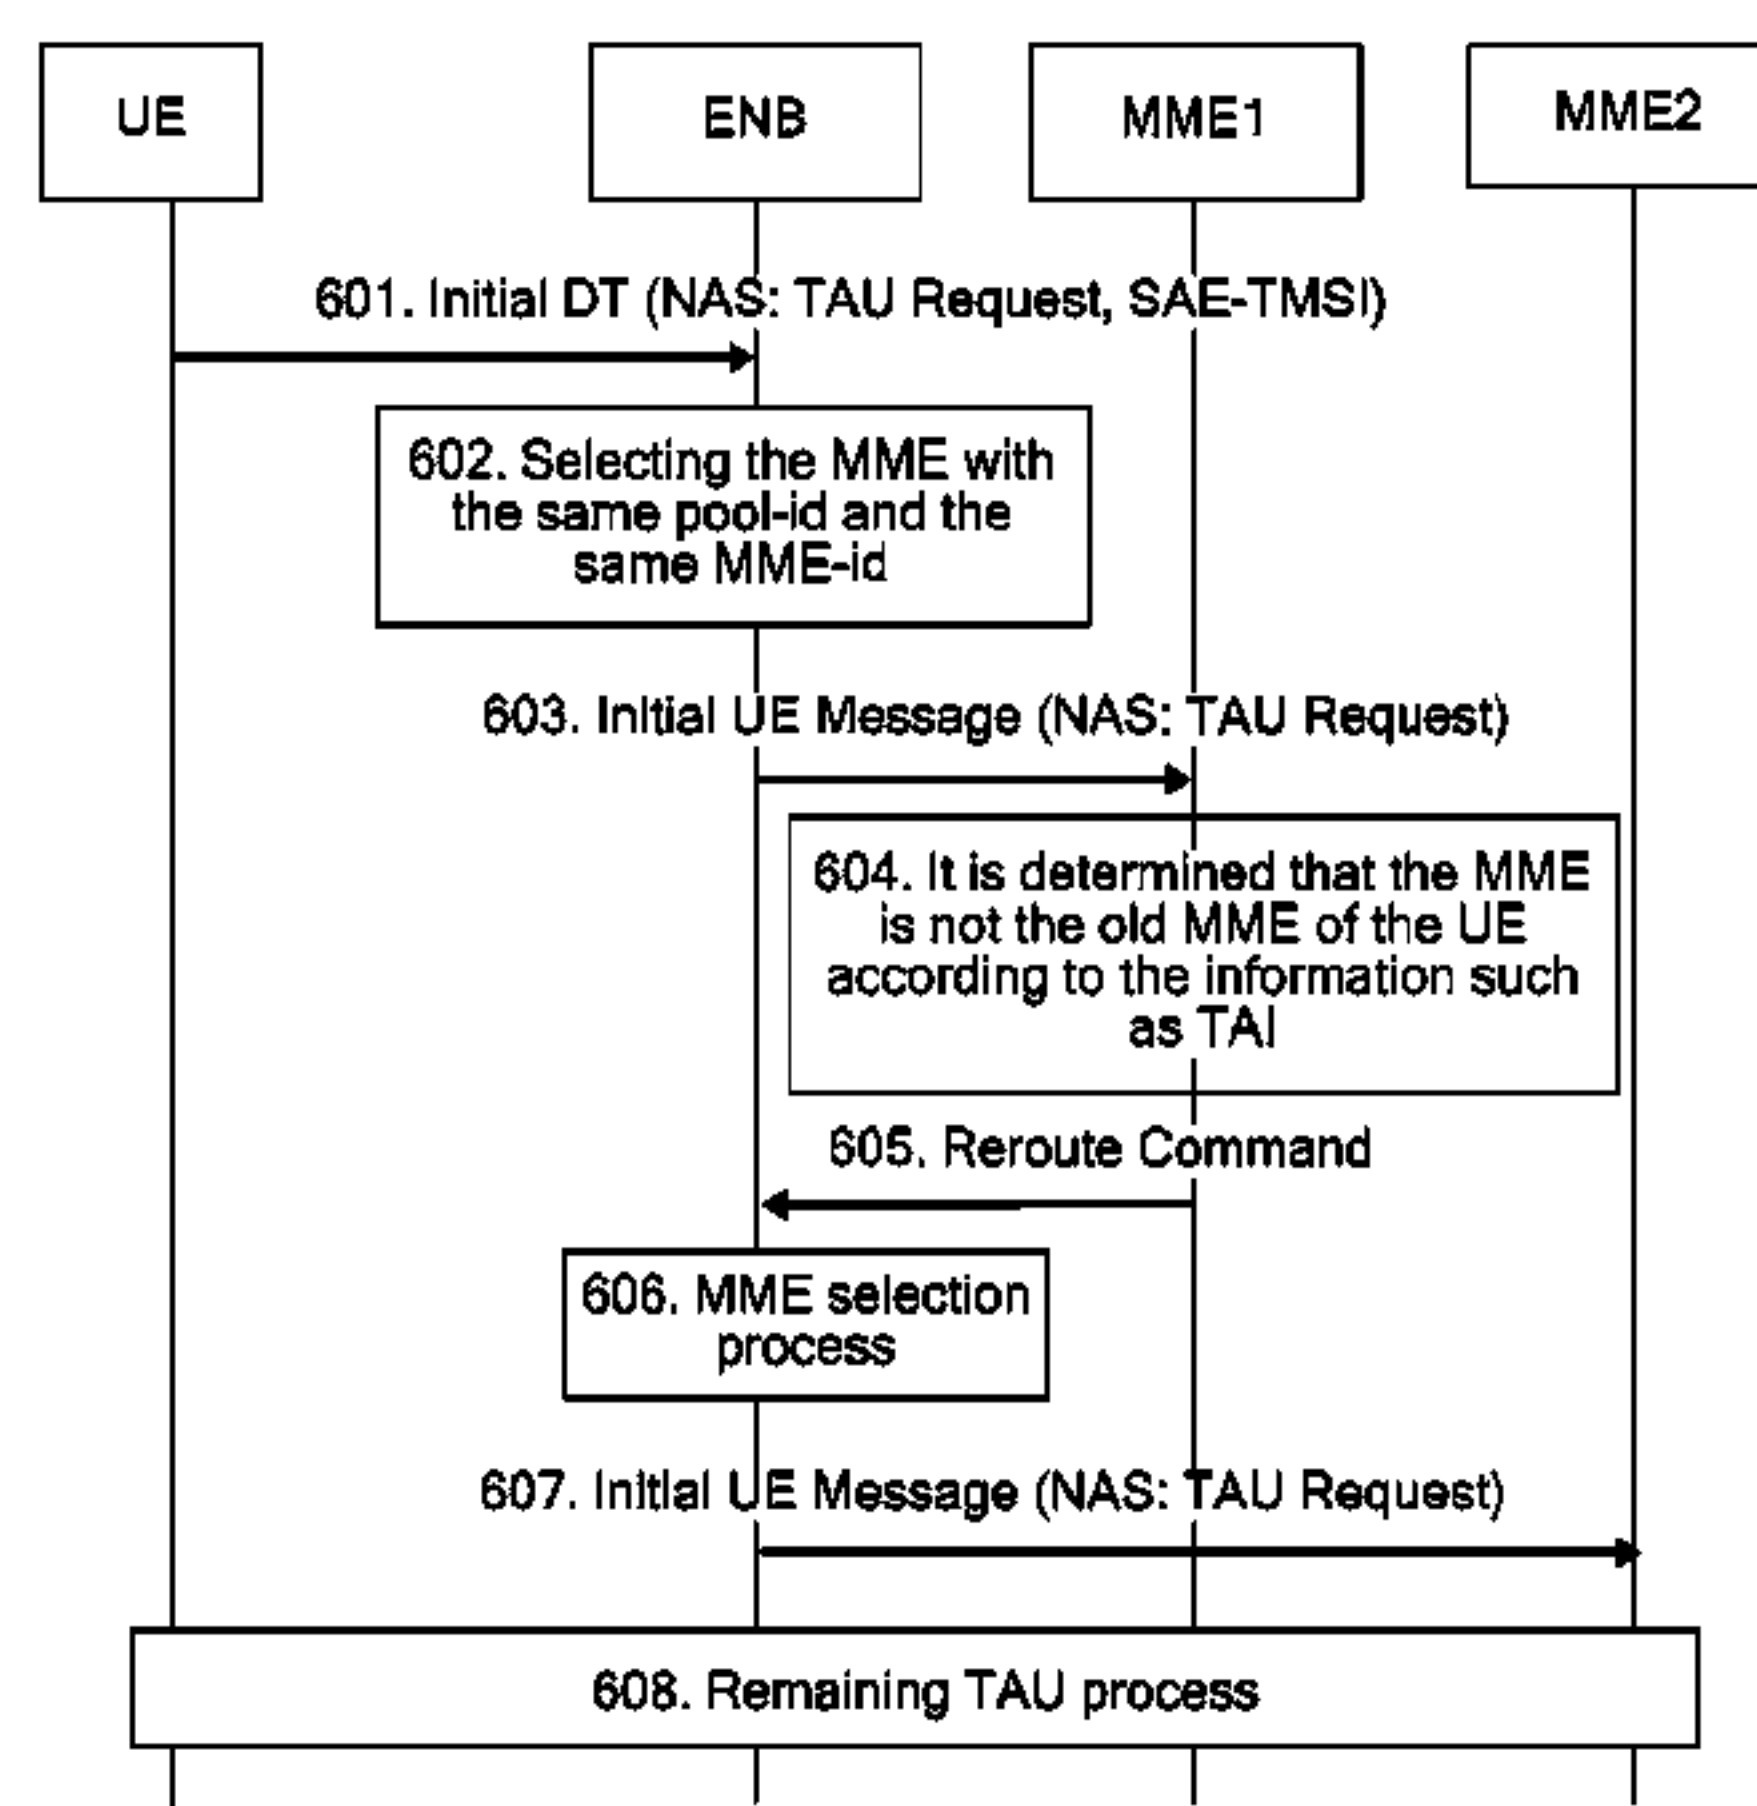 UE
ENB
MME1
MME2
601. Initial DT (NAS: TAU Request, SAE-TMSI)
602. Selecting the MME with
the same pool-id and the
same MME-id
603. Initial UE Message (NAS: TAU Request)
604. It is determined that the MME
is not the old MME of the UE
according to the information such
as TAI
605. Reroute Command
606. MME selection
process
607. Initial UE Message (NAS: TAU Request)
608. Remaining TAU process